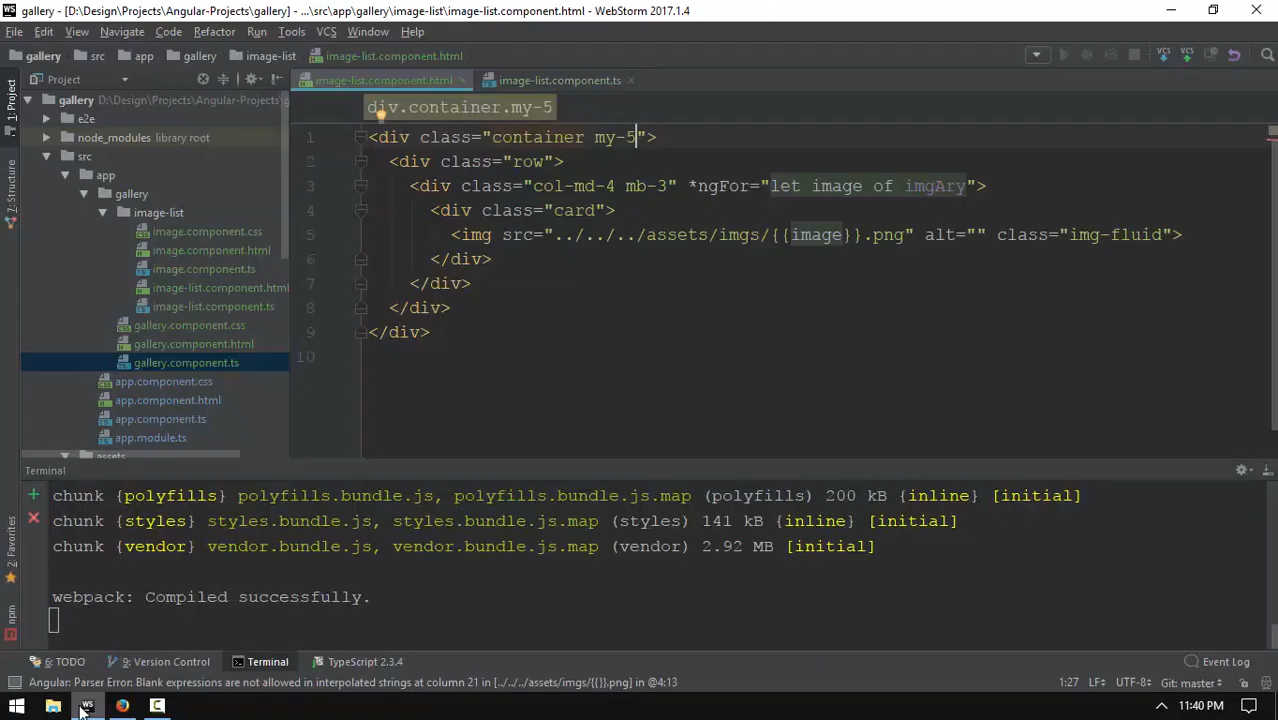 gallery - [D:\Design\Projects\Angular-Projects\gallery] - ...\src\app\gallery\image-list\image-list.component.html - WebStorm 2017.1.4
File Edit View Navigate Code Refactor Run Tools VCS Window Help
gallery src app gallery image-list image-list.component.html
Project
image-list.component.html image-list.component.ts
1: Project
Z: Structure
2: Favorites
npm
gallery D:\Design\Projects\Angular-Projects\g
e2e
node_modules library root
src
app
gallery
image-list
image.component.css
image.component.html
image.component.ts
image-list.component.html
image-list.component.ts
gallery.component.css
gallery.component.html
gallery.component.ts
app.component.css
app.component.html
app.component.ts
app.module.ts
assets
div.container.my-5
1 <div class="container my-5">
2 <div class="row">
3 <div class="col-md-4 mb-3" *ngFor="let image of imgAry">
4 <div class="card">
5 <img src="../../../assets/imgs/{{image}}.png" alt="" class="img-fluid">
6 </div>
7 </div>
8 </div>
9 </div>
10
Terminal
chunk {polyfills} polyfills.bundle.js, polyfills.bundle.js.map (polyfills) 200 kB {inline} [initial]
chunk {styles} styles.bundle.js, styles.bundle.js.map (styles) 141 kB {inline} [initial]
chunk {vendor} vendor.bundle.js, vendor.bundle.js.map (vendor) 2.92 MB [initial]
webpack: Compiled successfully.
6: TODO 9: Version Control Terminal TypeScript 2.3.4 Event Log
Angular: Parser Error: Blank expressions are not allowed in interpolated strings at column 21 in [../../../assets/imgs/{{}}.png] in @4:13 1:27 LF UTF-8 Git: master
WS 11:40 PM